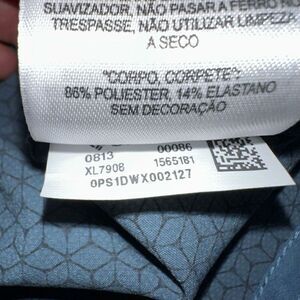 SUAVIZADOR, NÃO PASAR A FERRO NO
TRESPASSE, NÃO UTILIZAR LIMPEZA
A SECO
"CORPO, CORPETE":
86% POLIESTER, 14% ELASTANO
SEM DECORAÇÃO
0813 00086
XL7908 1565181
0PS1DWX002127